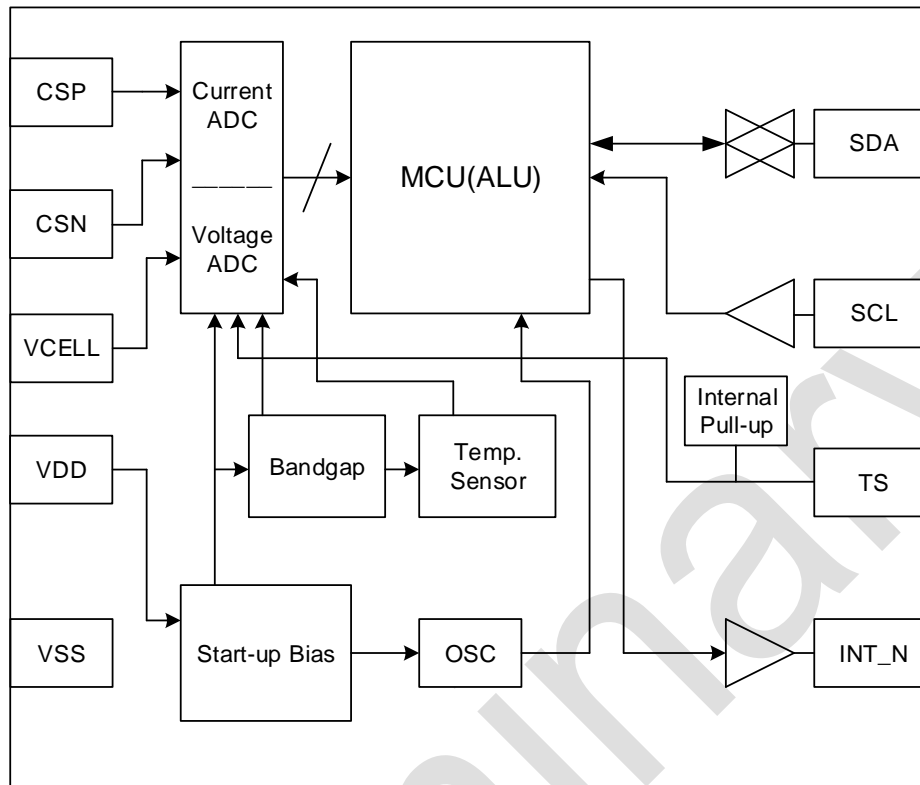 CSP
CSN
VCELL
VDD
VSS
Current
ADC
Voltage
ADC
MCU(ALU)
Bandgap
Temp.
Sensor
Start-up Bias
OSC
Internal
Pull-up
SDA
SCL
TS
INT_N